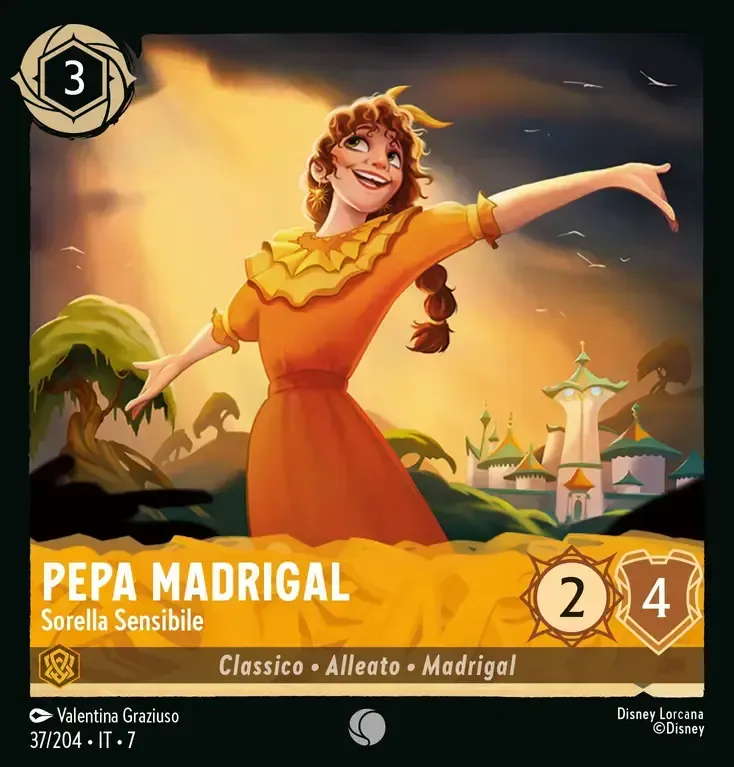 3
PEPA MADRIGAL
Sorella Sensibile
2
4
Classico • Alleato • Madrigal
Valentina Graziuso
37/204 • IT • 7
Disney Lorcana
©Disney